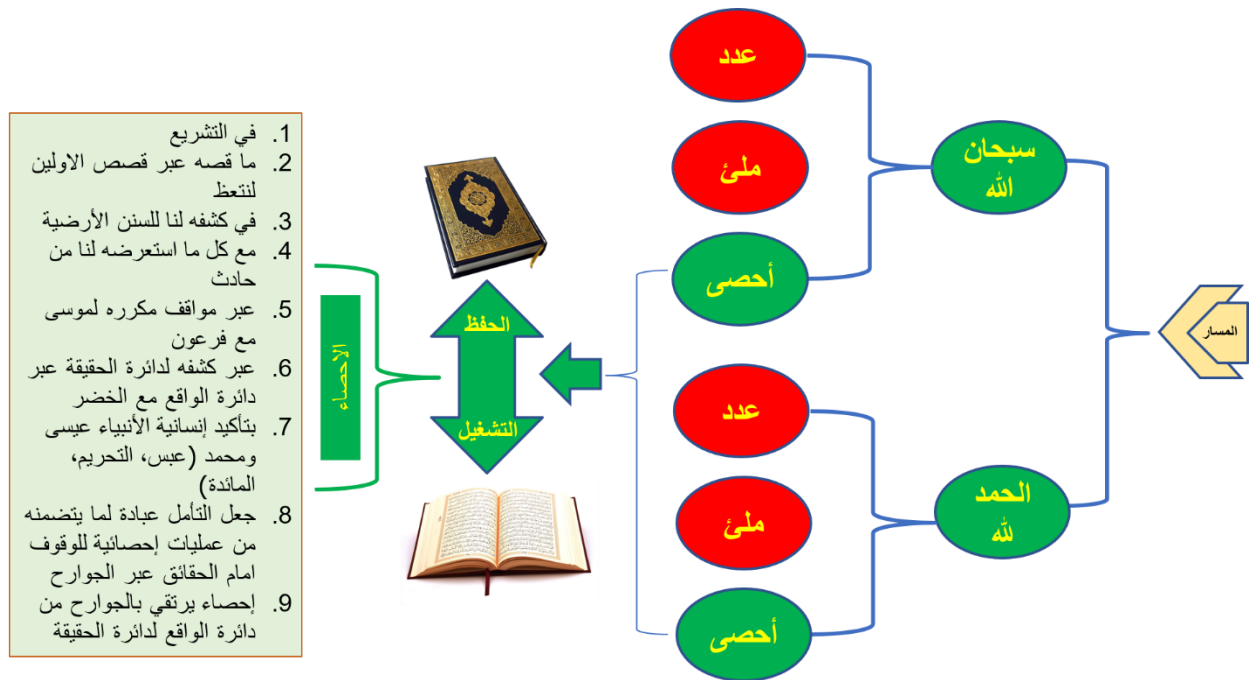 المسار
سبحان
الله
عدد
ملئ
أحصى
الحمد
لله
عدد
ملئ
أحصى
الحفظ
التشغيل
الاحصاء
1. في التشريع
2. ما قصه عبر قصص الاولين
لنتعظ
3. في كشفه لنا للسنن الأرضية
4. مع كل ما استعرضه لنا من
حادث
5. عبر مواقف مكرره لموسى
مع فرعون
6. عبر كشفه لدائرة الحقيقة عبر
دائرة الواقع مع الخضر
7. بتأكيد إنسانية الأنبياء عيسى
ومحمد (عبس، التحريم،
المائدة)
8. جعل التأمل عبادة لما يتضمنه
من عمليات إحصائية للوقوف
امام الحقائق عبر الجوارح
9. إحصاء يرتقي بالجوارح من
دائرة الواقع لدائرة الحقيقة